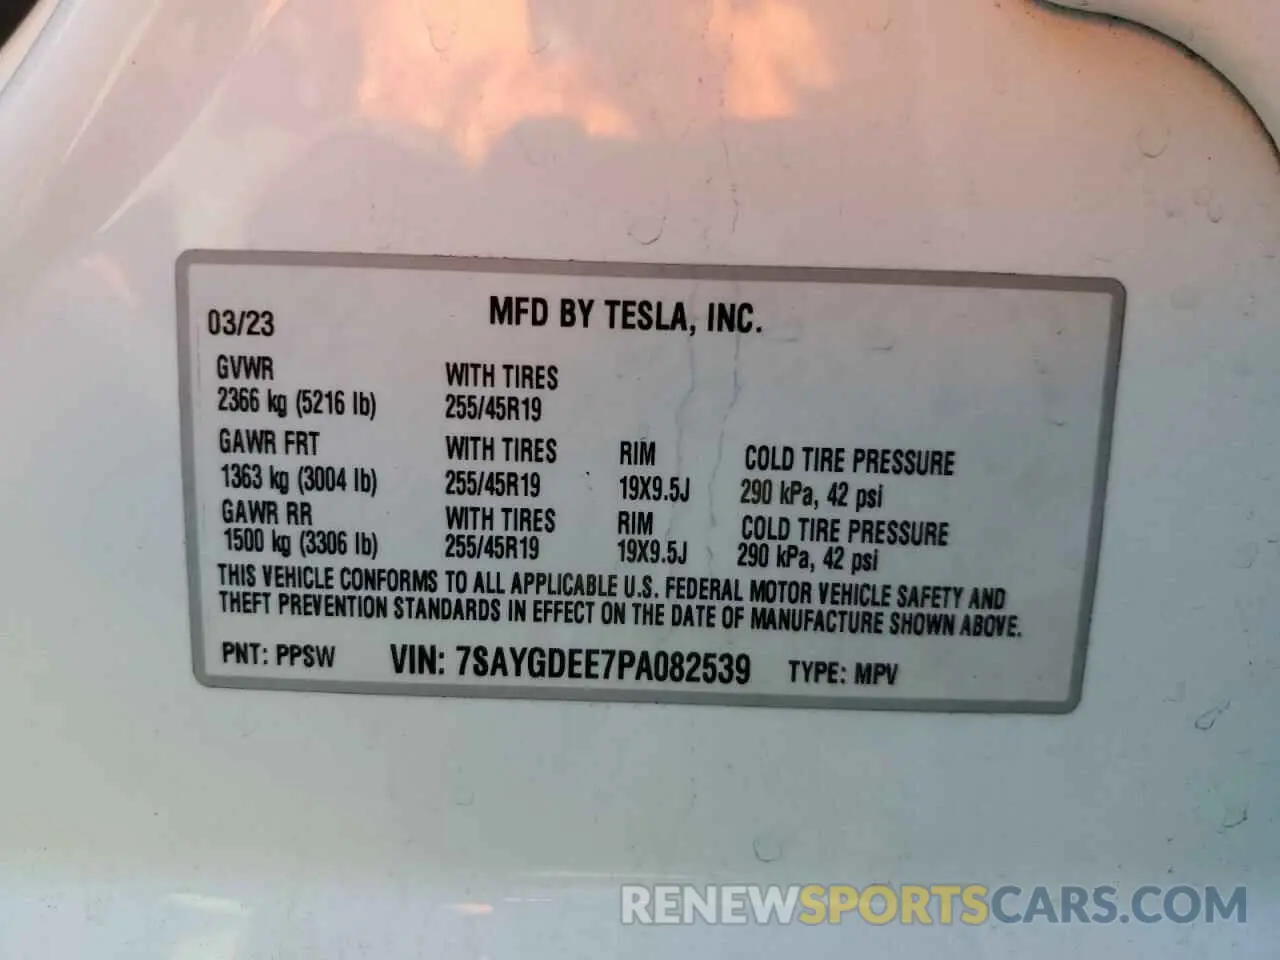 MFD BY TESLA, INC.
03/23
GVWR WITH TIRES
2366 kg (5216 lb) 255/45R19
GAWR FRT WITH TIRES RIM COLD TIRE PRESSURE
1363 kg (3004 lb) 255/45R19 19X9.5J 290 kPa, 42 psi
GAWR RR WITH TIRES RIM COLD TIRE PRESSURE
1500 kg (3306 lb) 255/45R19 19X9.5J 290 kPa, 42 psi
THIS VEHICLE CONFORMS TO ALL APPLICABLE U.S. FEDERAL MOTOR VEHICLE SAFETY AND
THEFT PREVENTION STANDARDS IN EFFECT ON THE DATE OF MANUFACTURE SHOWN ABOVE.
PNT: PPSW VIN: 7SAYGDEE7PA082539 TYPE: MPV
RENEWSPORTSCARS.COM